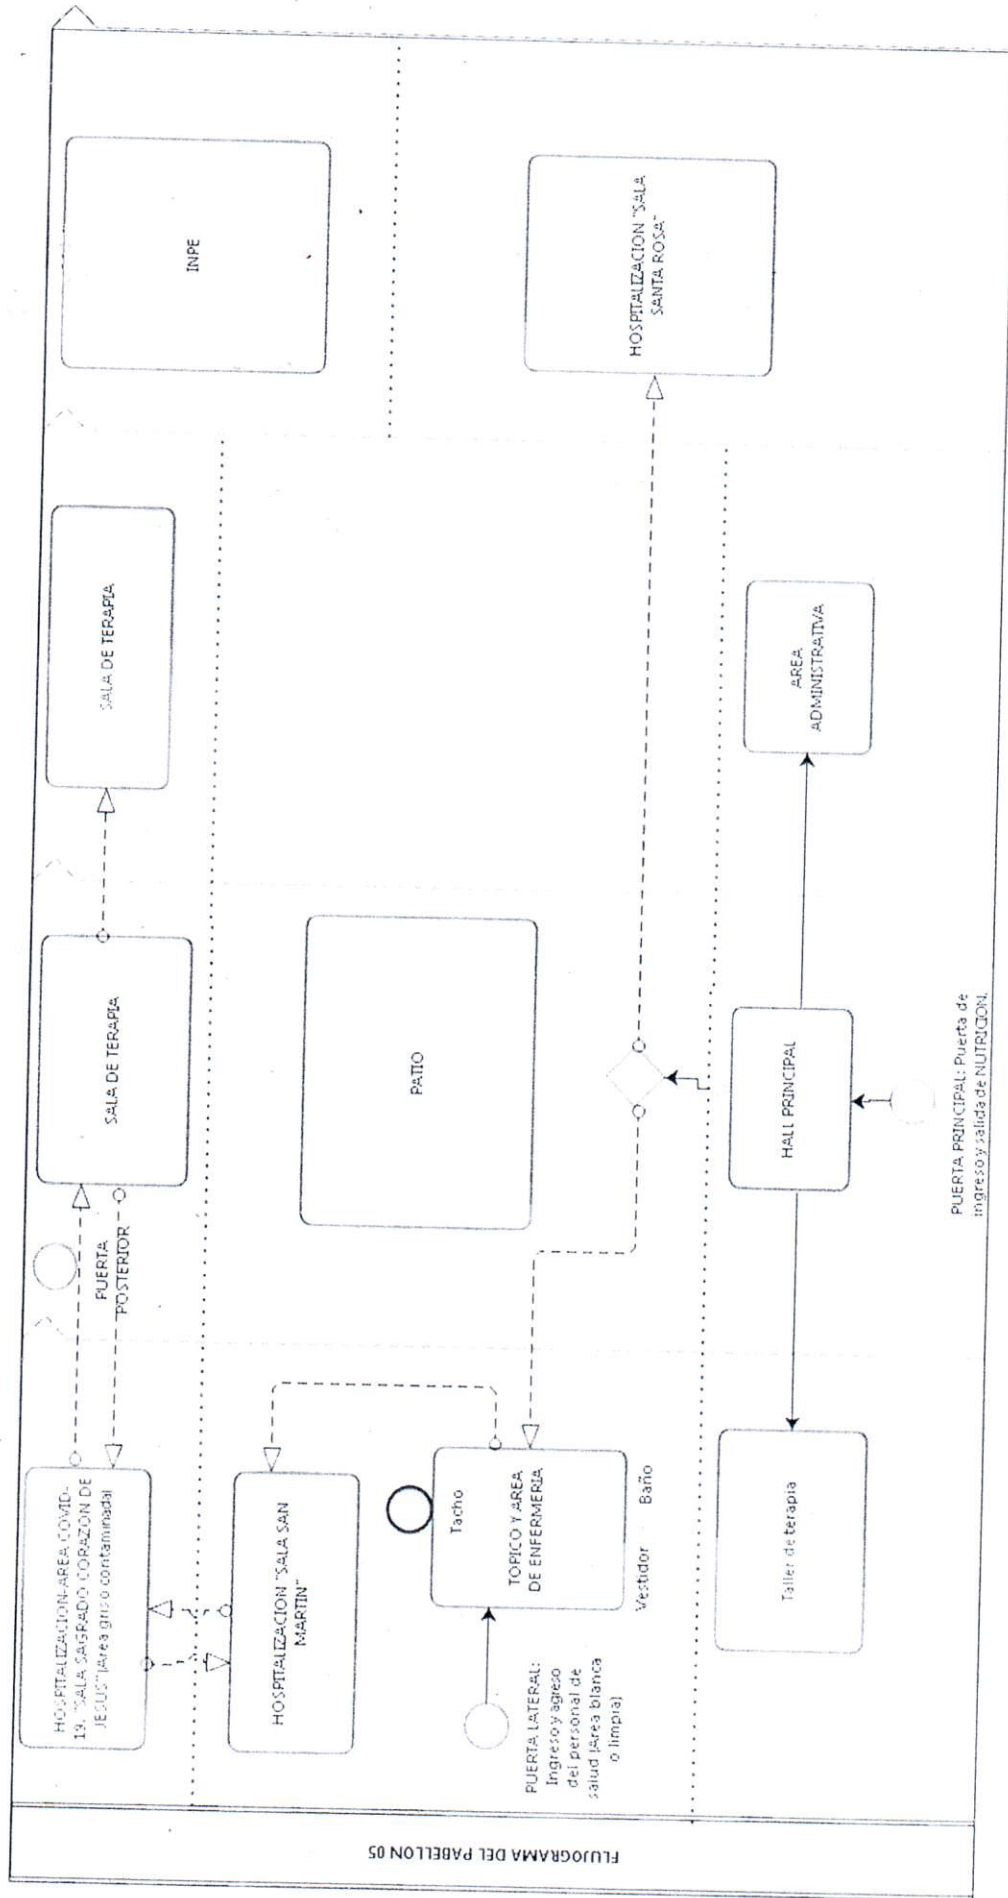 FLUJOGRAMA DEL PABELLON 05
HOSPITALIZACION-AREA COVID-
19. "SALA SAGRADO CORAZON DE
JESUS" (Area gris o contaminada)
PUERTA
POSTERIOR
SALA DE TERAPIA
SALA DE TERAPIA
INPE
HOSPITALIZACION "SALA SAN
MARTIN"
PATIO
Tacho
TOPICO Y AREA
DE ENFERMERIA
Vestidor Baño
PUERTA LATERAL:
Ingreso y agreso
del personal de
salud (Area blanca
o limpia)
HOSPITALIZACION "SALA
SANTA ROSA"
Taller de terapia
HALL PRINCIPAL
AREA
ADMINISTRATIVA
PUERTA PRINCIPAL: Puerta de
ingreso y salida de NUTRICION.